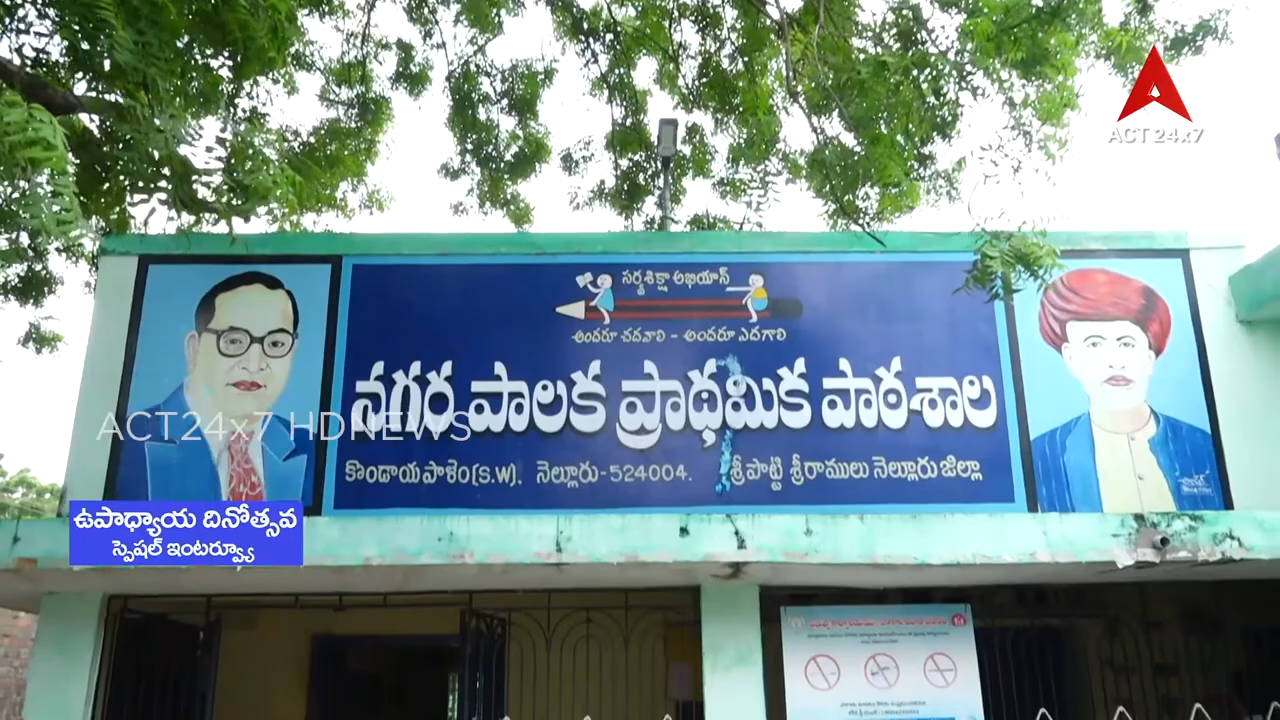 ACT 24x7
సర్వశిక్షా అభియాన్
అందరూ చదవాలి - అందరూ ఎదగాలి
నగర పాలక ప్రాథమిక పాఠశాల
ACT24x7 HDNEWS
కొండాయపాళెం(S.W). నెల్లూరు-524004. శ్రీ పొట్టి శ్రీరాములు నెల్లూరు జిల్లా
ఉపాధ్యాయ దినోత్సవ
స్పెషల్ ఇంటర్వ్యూ